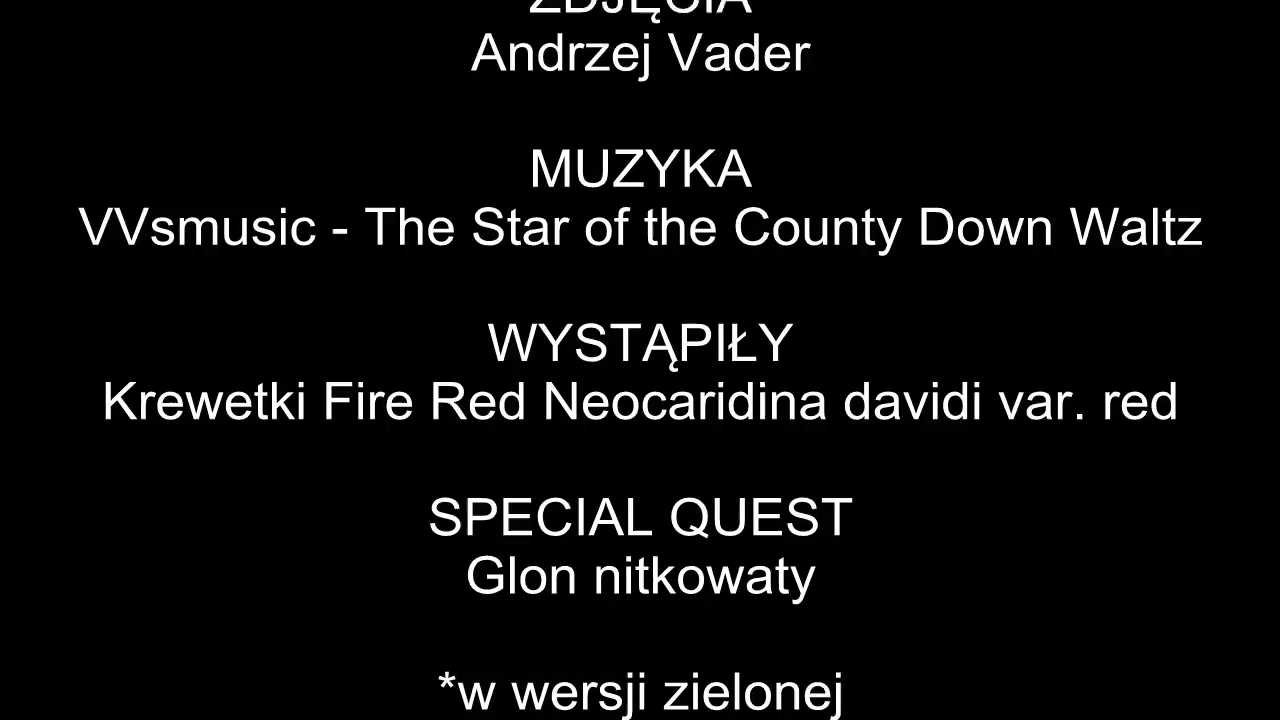 ZDJĘCIA
Andrzej Vader
MUZYKA
VVsmusic - The Star of the County Down Waltz
WYSTĄPIŁY
Krewetki Fire Red Neocaridina davidi var. red
SPECIAL QUEST
Glon nitkowaty
*w wersji zielonej